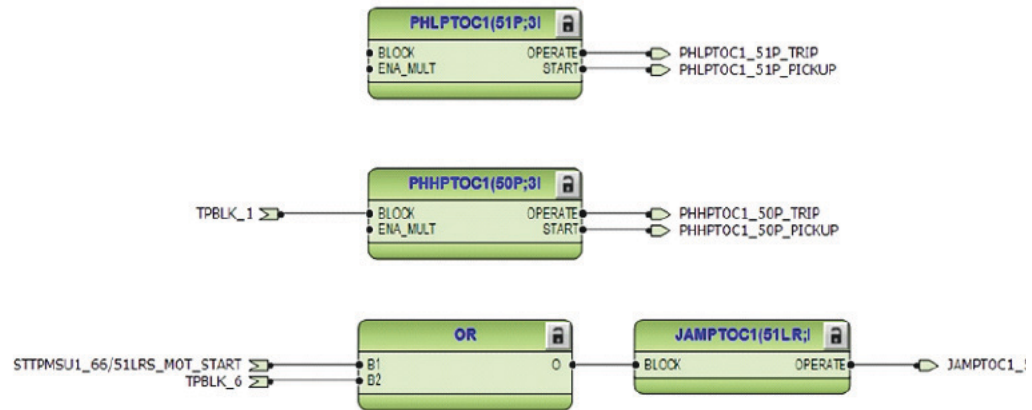 PHLPTOC1(51P;3I
BLOCK OPERATE PHLPTOC1_51P_TRIP
ENA_MULT START PHLPTOC1_51P_PICKUP
PHHPTOC1(50P;3I
TPBLK_1 BLOCK OPERATE PHHPTOC1_50P_TRIP
ENA_MULT START PHHPTOC1_50P_PICKUP
OR JAMPTOC1(51LR;I
STTPMSU1_66/51LRS_MOT_START B1 O BLOCK OPERATE JAMPTOC1_5
TPBLK_6 B2